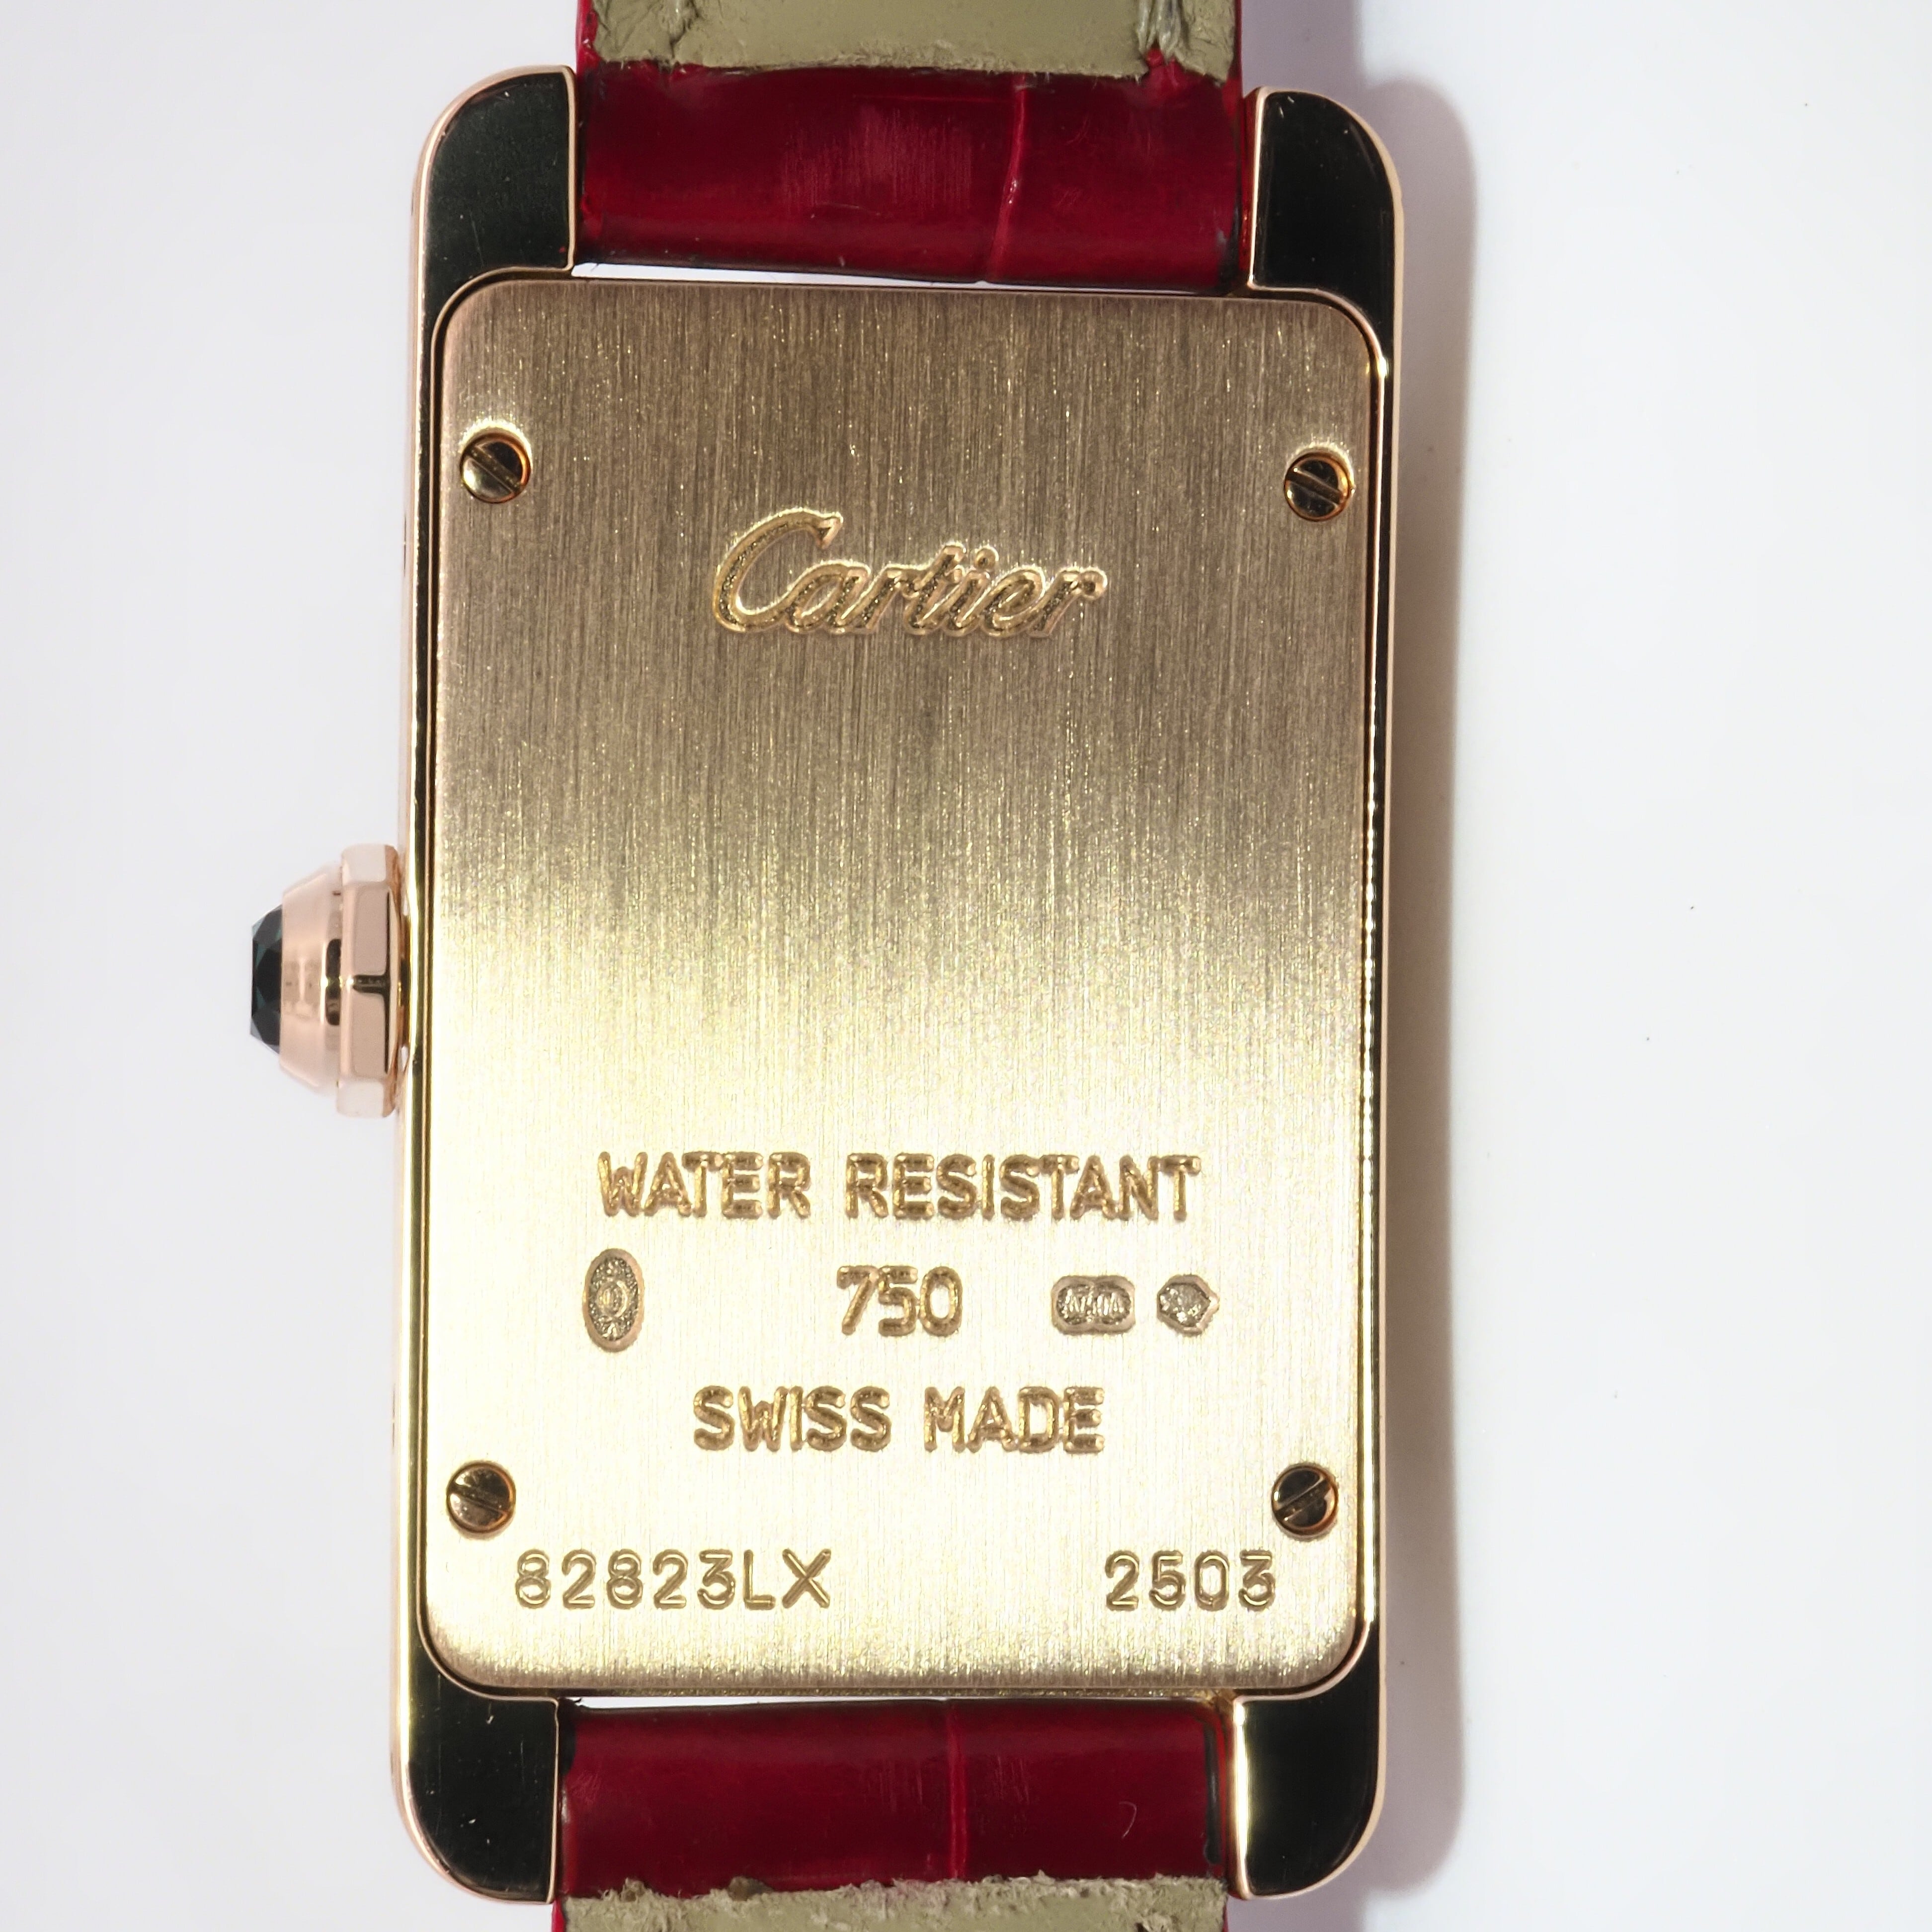 Cartier
WATER RESISTANT
750
SWISS MADE
82823LX 2503